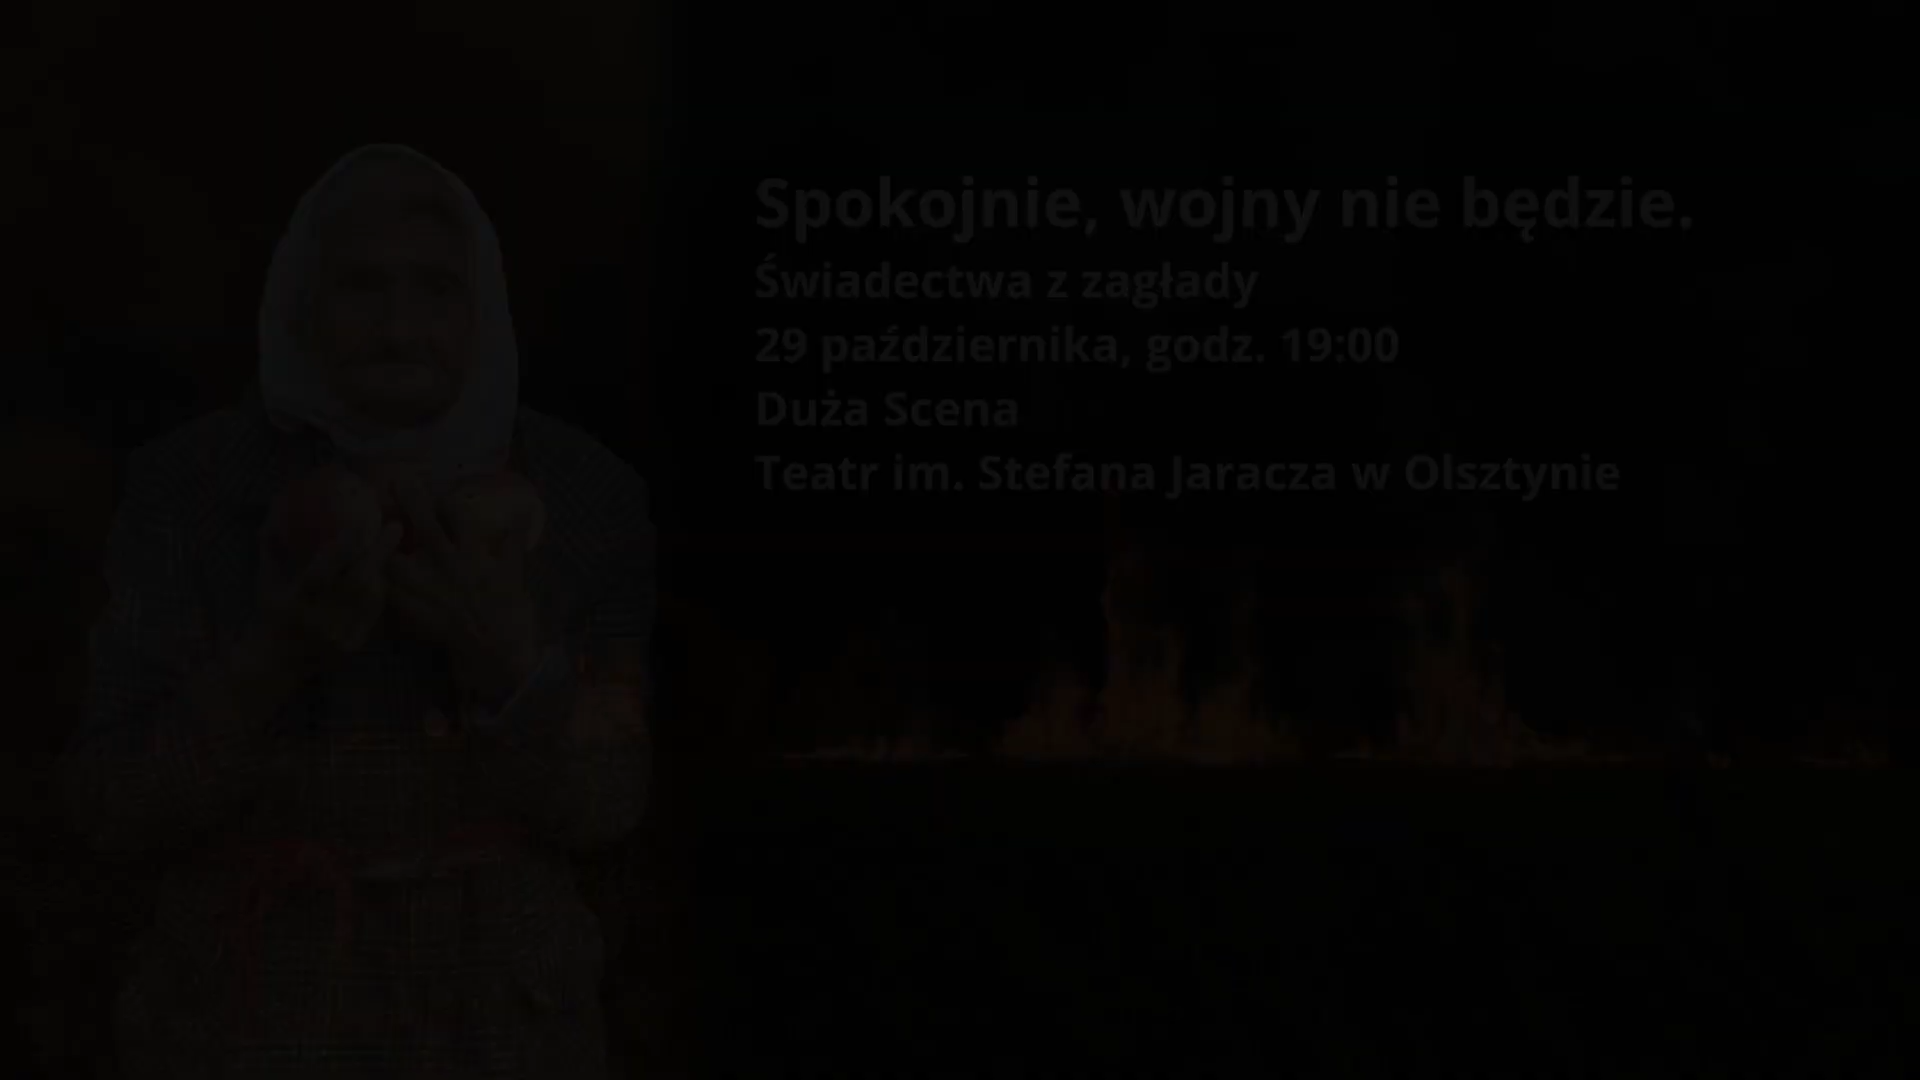 Spokojnie, wojny nie będzie.
Świadectwa z zagłady
29 października, godz. 19:00
Duża Scena
Teatr im. Stefana Jaracza w Olsztynie